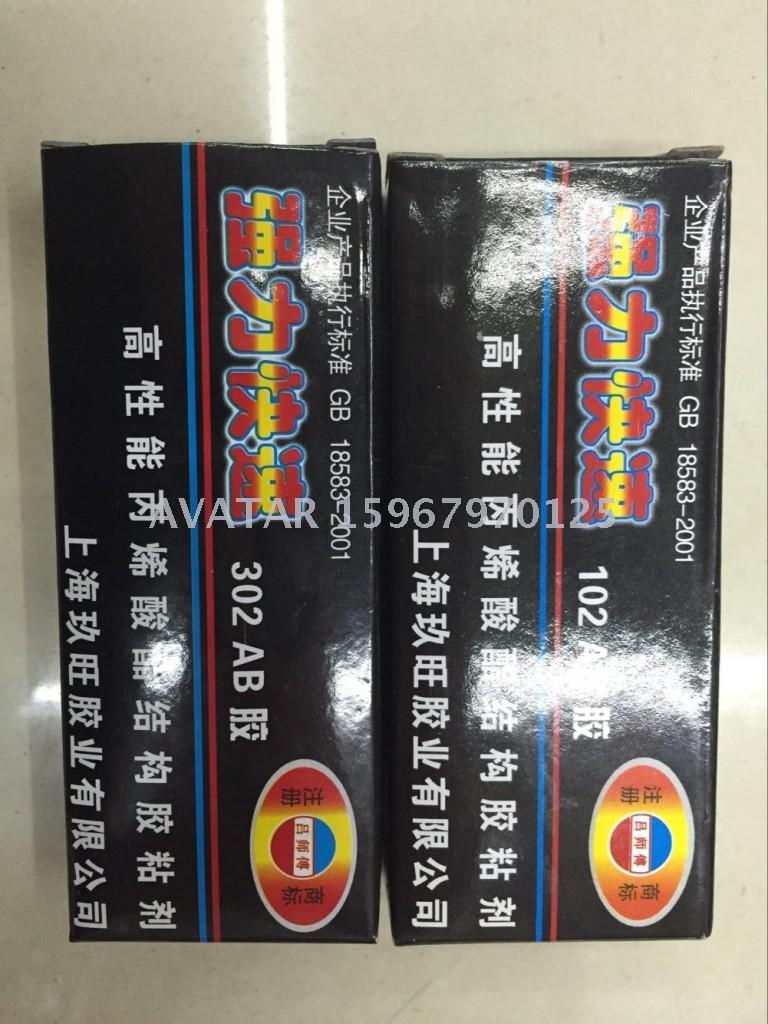 企业产品执行标准 GB 18583-2001
强力快速
302 AB胶
高性能丙烯酸酯结构胶粘剂
上海玖旺胶业有限公司
注册
吕师傅
商标
企业产品执行标准 GB 18583-2001
强力快速
102 AB胶
高性能丙烯酸酯结构胶粘剂
上海玖旺胶业有限公司
注册
吕师傅
商标
AVATAR